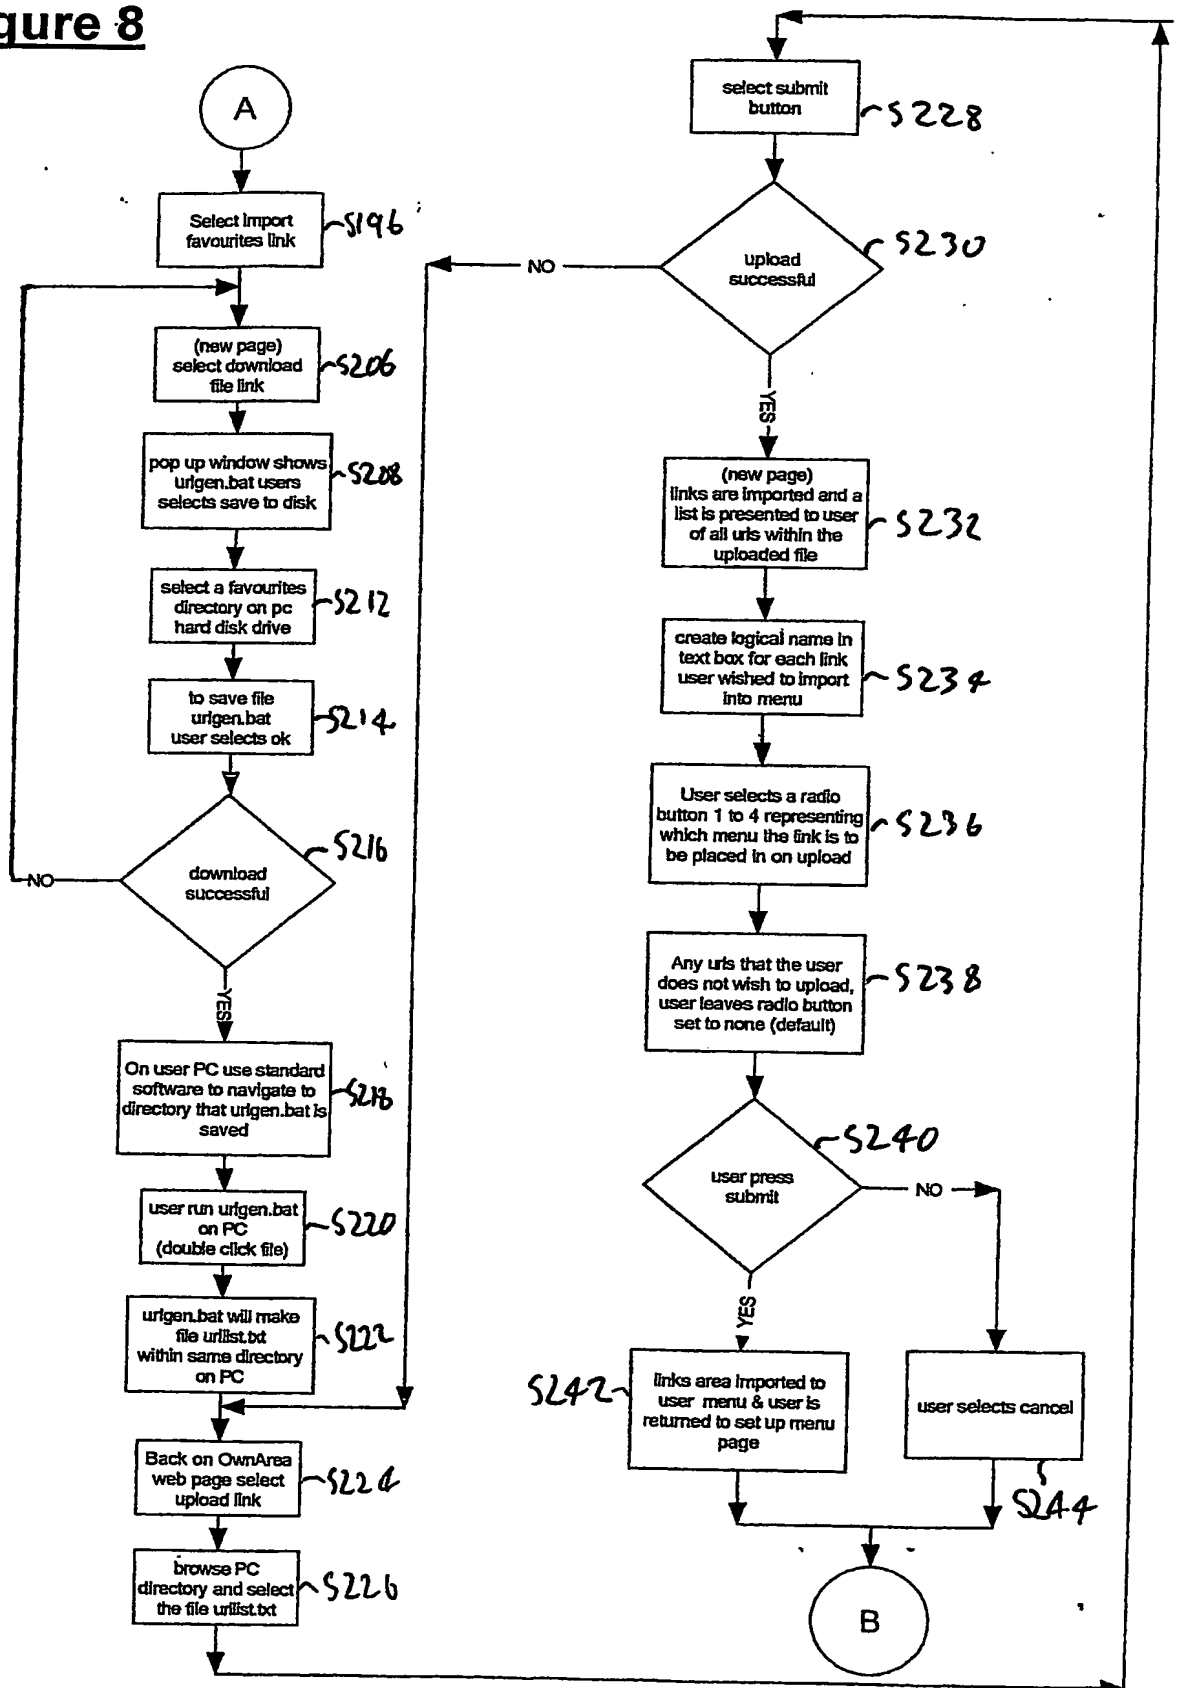 gure 8
A
Select import
favourites link
S196
(new page)
select download
file link
S206
pop up window shows
urlgen.bat users
selects save to disk
S208
select a favourites
directory on pc
hard disk drive
S212
to save file
urlgen.bat
user selects ok
S214
download
successful
S216
NO
YES
On user PC use standard
software to navigate to
directory that urlgen.bat is
saved
S218
user run urlgen.bat
on PC
(double click file)
S220
urlgen.bat will make
file urllist.txt
within same directory
on PC
S222
Back on OwnArea
web page select
upload link
S224
browse PC
directory and select
the file urllist.txt
S226
select submit
button
S228
upload
successful
S230
NO
YES
(new page)
links are imported and a
list is presented to user
of all urls within the
uploaded file
S232
create logical name in
text box for each link
user wished to import
into menu
S234
User selects a radio
button 1 to 4 representing
which menu the link is to
be placed in on upload
S236
Any urls that the user
does not wish to upload,
user leaves radio button
set to none (default)
S238
user press
submit
S240
NO
YES
links area imported to
user menu & user is
returned to set up menu
page
S242
user selects cancel
S244
B